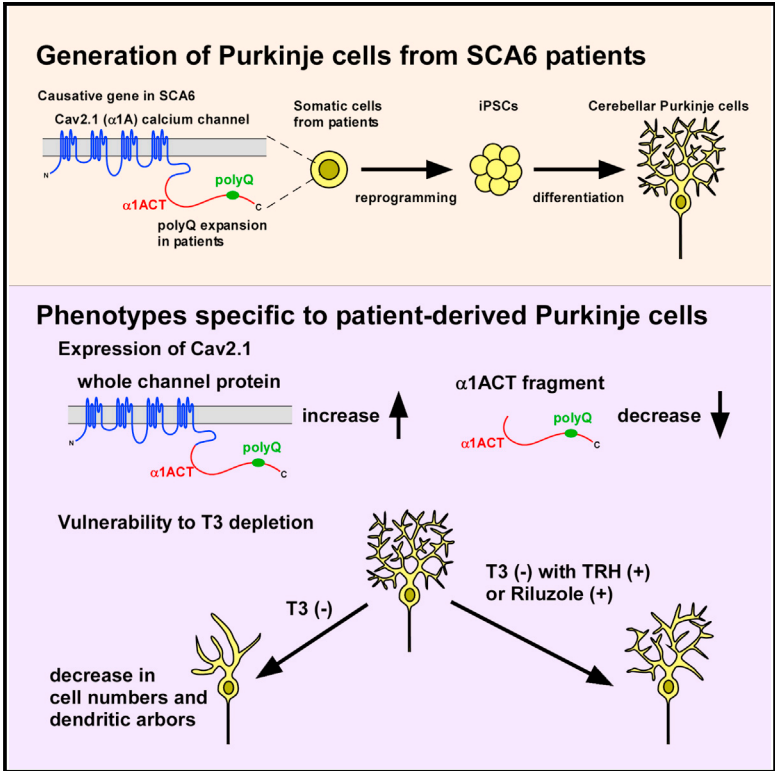 Generation of Purkinje cells from SCA6 patients
Causative gene in SCA6
Cav2.1 (α1A) calcium channel
N
α1ACT
polyQ
C
polyQ expansion
in patients
Somatic cells
from patients
reprogramming
iPSCs
differentiation
Cerebellar Purkinje cells
Phenotypes specific to patient-derived Purkinje cells
Expression of Cav2.1
whole channel protein
N
α1ACT
polyQ
C
increase
α1ACT fragment
α1ACT
polyQ
C
decrease
Vulnerability to T3 depletion
T3 (-)
T3 (-) with TRH (+)
or Riluzole (+)
decrease in
cell numbers and
dendritic arbors